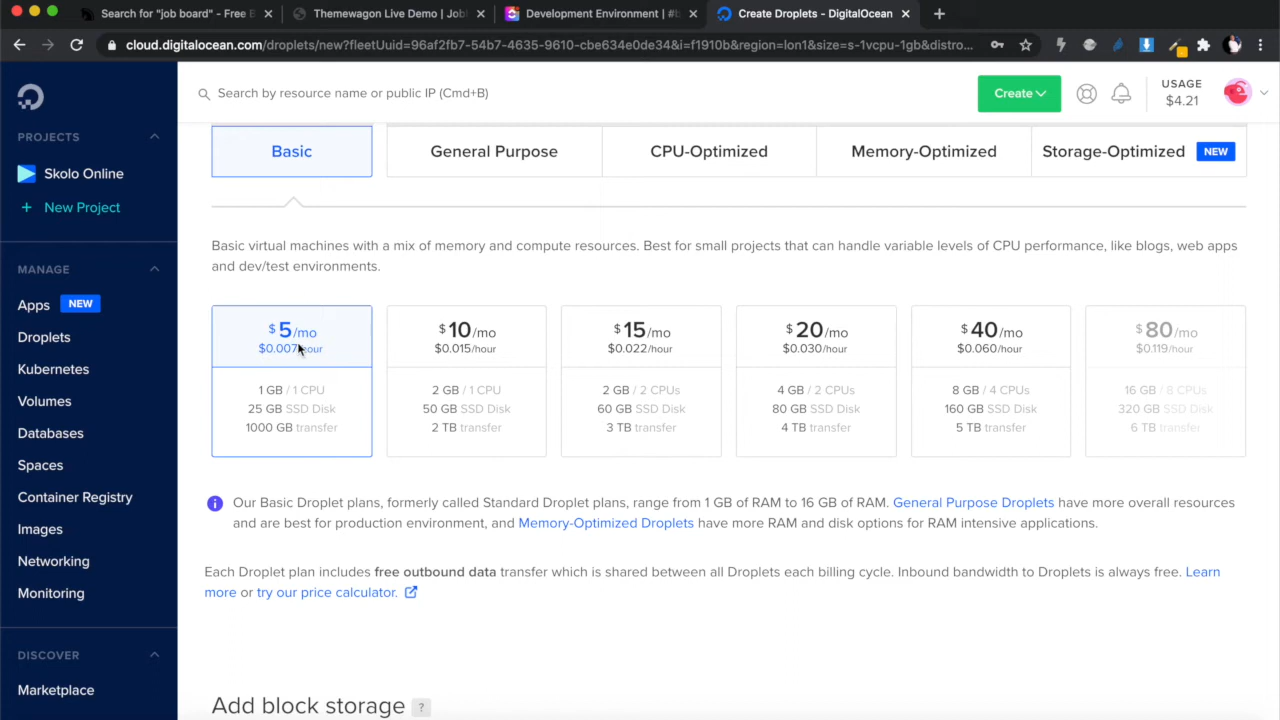 Search for "job board" - Free B
Themewagon Live Demo | Job
Development Environment | #b
Create Droplets - DigitalOcean
cloud.digitalocean.com/droplets/new?fleetUuid=96af2fb7-54b7-4635-9610-cbe634e0de34&i=f1910b&region=lon1&size=s-1vcpu-1gb&distro...
Search by resource name or public IP (Cmd+B)
Create
USAGE
$4.21
PROJECTS
Skolo Online
+ New Project
MANAGE
Apps NEW
Droplets
Kubernetes
Volumes
Databases
Spaces
Container Registry
Images
Networking
Monitoring
DISCOVER
Marketplace
Basic
General Purpose
CPU-Optimized
Memory-Optimized
Storage-Optimized NEW
Basic virtual machines with a mix of memory and compute resources. Best for small projects that can handle variable levels of CPU performance, like blogs, web apps
and dev/test environments.
$5/mo
$0.007/hour
1 GB / 1 CPU
25 GB SSD Disk
1000 GB transfer
$10/mo
$0.015/hour
2 GB / 1 CPU
50 GB SSD Disk
2 TB transfer
$15/mo
$0.022/hour
2 GB / 2 CPUs
60 GB SSD Disk
3 TB transfer
$20/mo
$0.030/hour
4 GB / 2 CPUs
80 GB SSD Disk
4 TB transfer
$40/mo
$0.060/hour
8 GB / 4 CPUs
160 GB SSD Disk
5 TB transfer
$80/mo
$0.119/hour
16 GB / 8 CPUs
320 GB SSD Disk
6 TB transfer
Our Basic Droplet plans, formerly called Standard Droplet plans, range from 1 GB of RAM to 16 GB of RAM. General Purpose Droplets have more overall resources
and are best for production environment, and Memory-Optimized Droplets have more RAM and disk options for RAM intensive applications.
Each Droplet plan includes free outbound data transfer which is shared between all Droplets each billing cycle. Inbound bandwidth to Droplets is always free. Learn
more or try our price calculator.
Add block storage ?